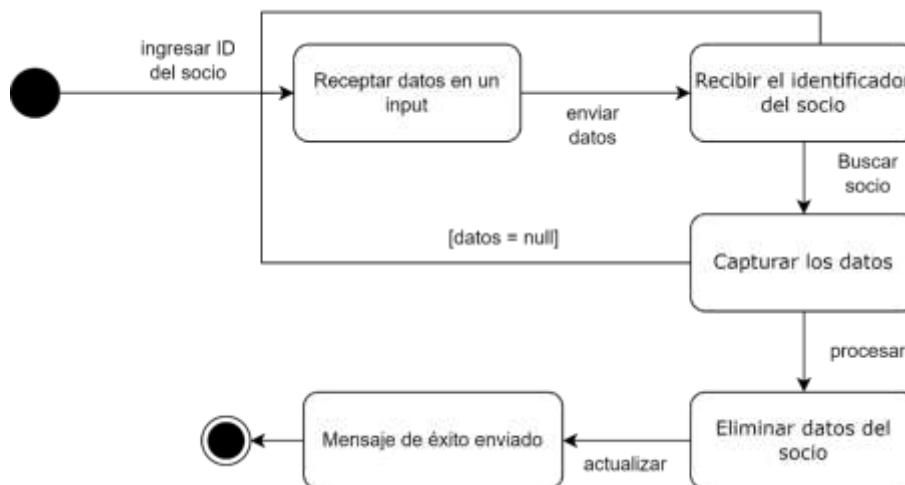 ingresar ID
del socio
Receptar datos en un
input
enviar
datos
Recibir el identificador
del socio
Buscar
socio
[datos = null]
Capturar los datos
procesar
Eliminar datos del
socio
actualizar
Mensaje de éxito enviado